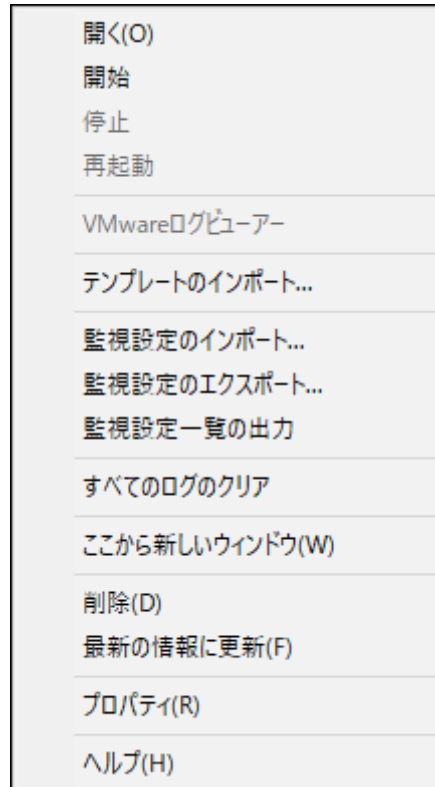 開く(O)
開始
停止
再起動
VMwareログビューアー
テンプレートのインポート...
監視設定のインポート...
監視設定のエクスポート...
監視設定一覧の出力
すべてのログのクリア
ここから新しいウィンドウ(W)
削除(D)
最新の情報に更新(F)
プロパティ(R)
ヘルプ(H)